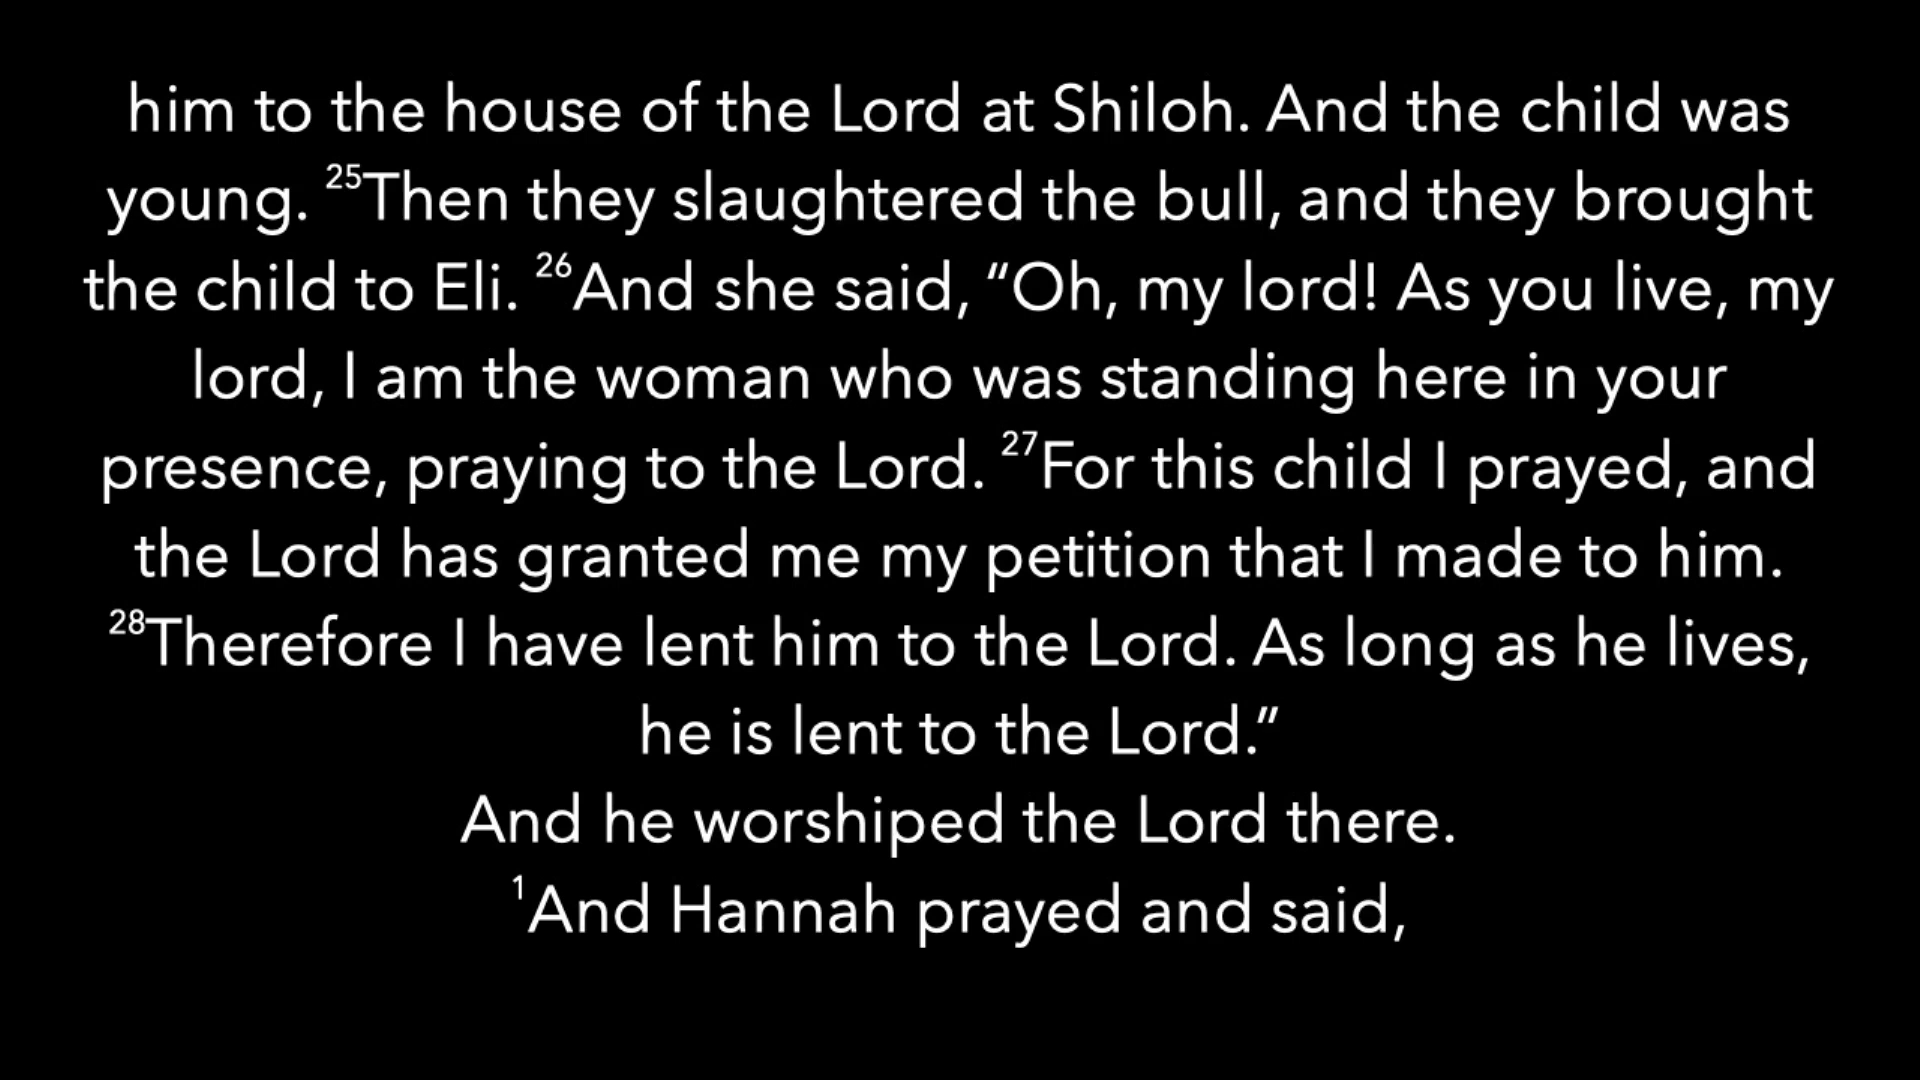 him to the house of the Lord at Shiloh. And the child was
young. ²⁵Then they slaughtered the bull, and they brought
the child to Eli. ²⁶And she said, “Oh, my lord! As you live, my
lord, I am the woman who was standing here in your
presence, praying to the Lord. ²⁷For this child I prayed, and
the Lord has granted me my petition that I made to him.
²⁸Therefore I have lent him to the Lord. As long as he lives,
he is lent to the Lord.”
And he worshiped the Lord there.
¹And Hannah prayed and said,